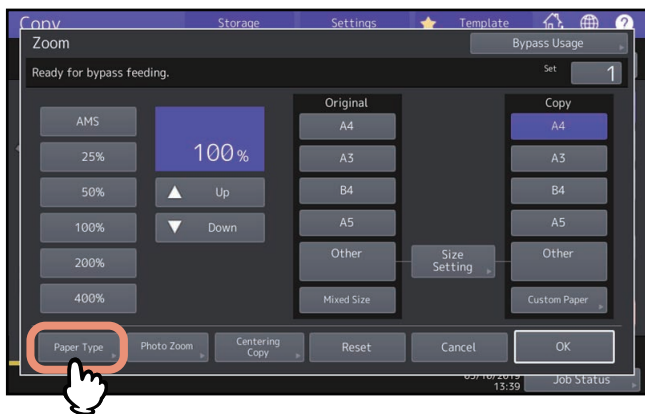 Copy Storage Settings Template
Zoom Bypass Usage
Ready for bypass feeding. Set 1
Original Copy
AMS 100 % A4 A4
25% A3 A3
50% Up B4 B4
100% Down A5 A5
200% Other Size Setting Other
400% Mixed Size Custom Paper
Paper Type Photo Zoom Centering Copy Reset Cancel OK
Job Status
13:39